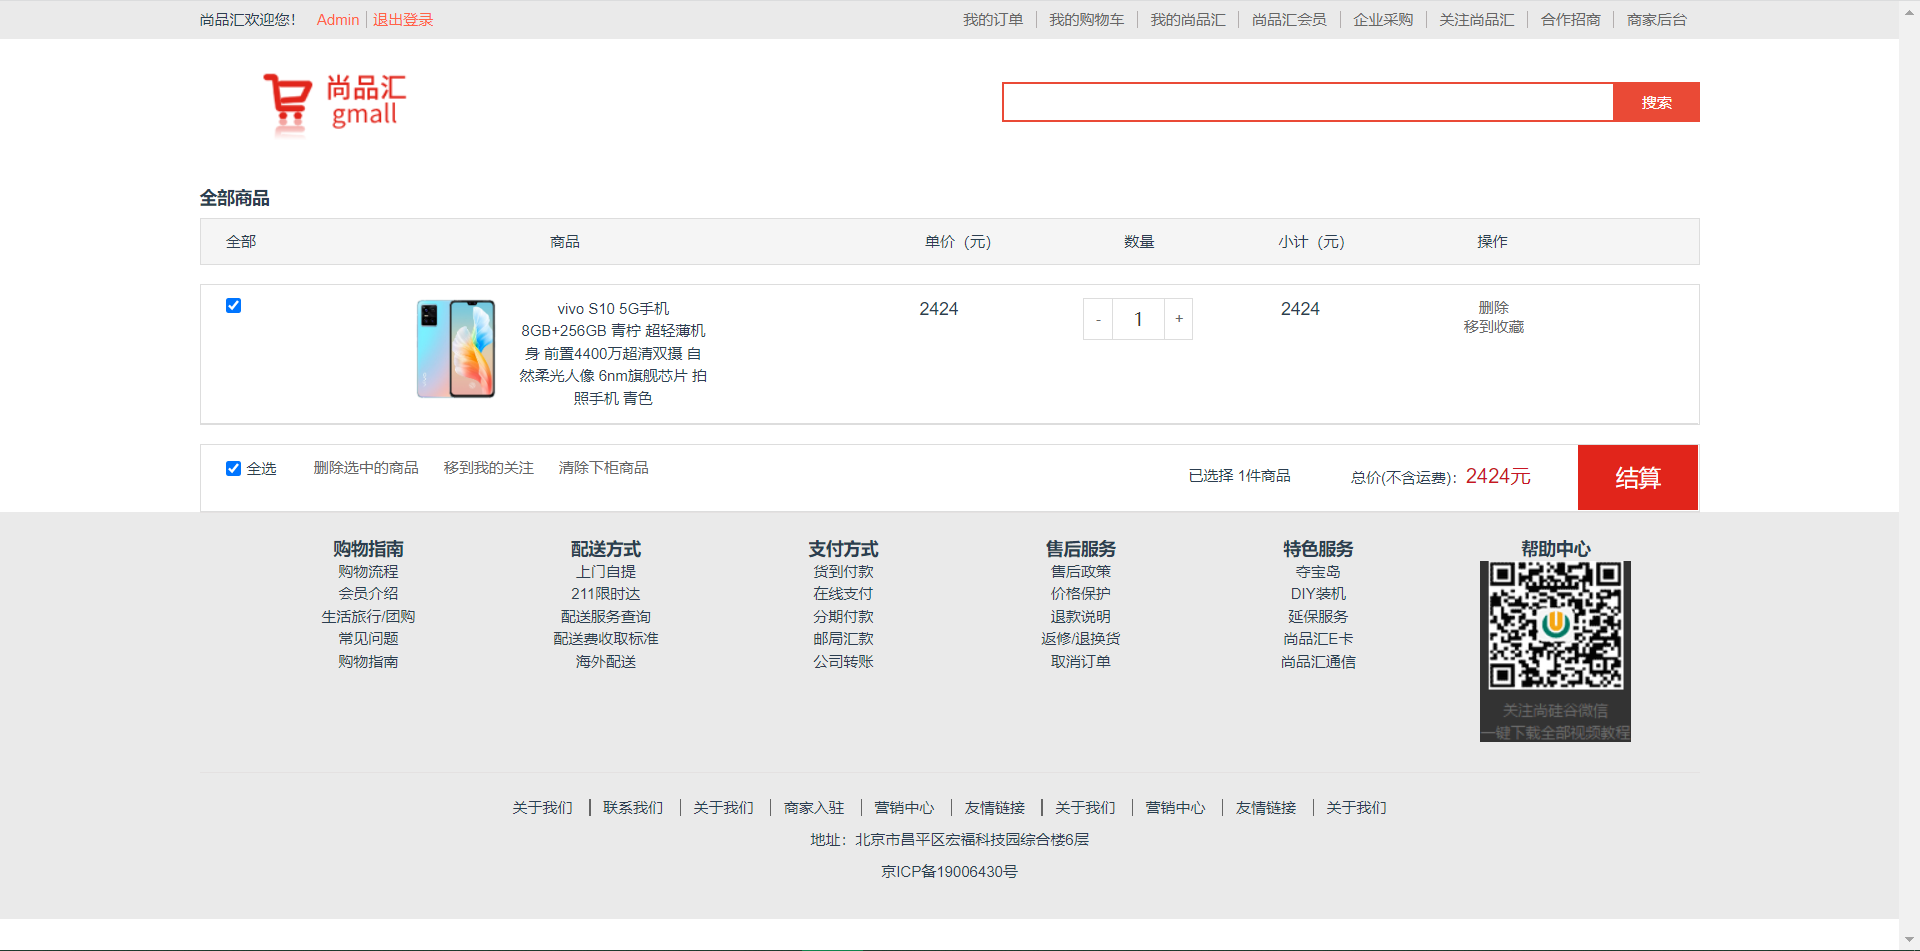 尚品汇欢迎您! Admin 退出登录 我的订单 我的购物车 我的尚品汇 尚品汇会员 企业采购 关注尚品汇 合作招商 商家后台
尚品汇
gmall
搜索
全部商品
全部 商品 单价（元） 数量 小计（元） 操作
vivo S10 5G手机
8GB+256GB 青柠 超轻薄机
身 前置4400万超清双摄 自
然柔光人像 6nm旗舰芯片 拍
照手机 青色
2424
- 1 +
2424
删除
移到收藏
全选 删除选中的商品 移到我的关注 清除下柜商品 已选择 1件商品 总价(不含运费)：2424元 结算
购物指南 配送方式 支付方式 售后服务 特色服务 帮助中心
购物流程 上门自提 货到付款 售后政策 夺宝岛
会员介绍 211限时达 在线支付 价格保护 DIY装机
生活旅行/团购 配送服务查询 分期付款 退款说明 延保服务
常见问题 配送费收取标准 邮局汇款 返修/退换货 尚品汇E卡
购物指南 海外配送 公司转账 取消订单 尚品汇通信
关注尚硅谷微信
一键下载全部视频教程
关于我们 联系我们 关于我们 商家入驻 营销中心 友情链接 关于我们 营销中心 友情链接 关于我们
地址：北京市昌平区宏福科技园综合楼6层
京ICP备19006430号